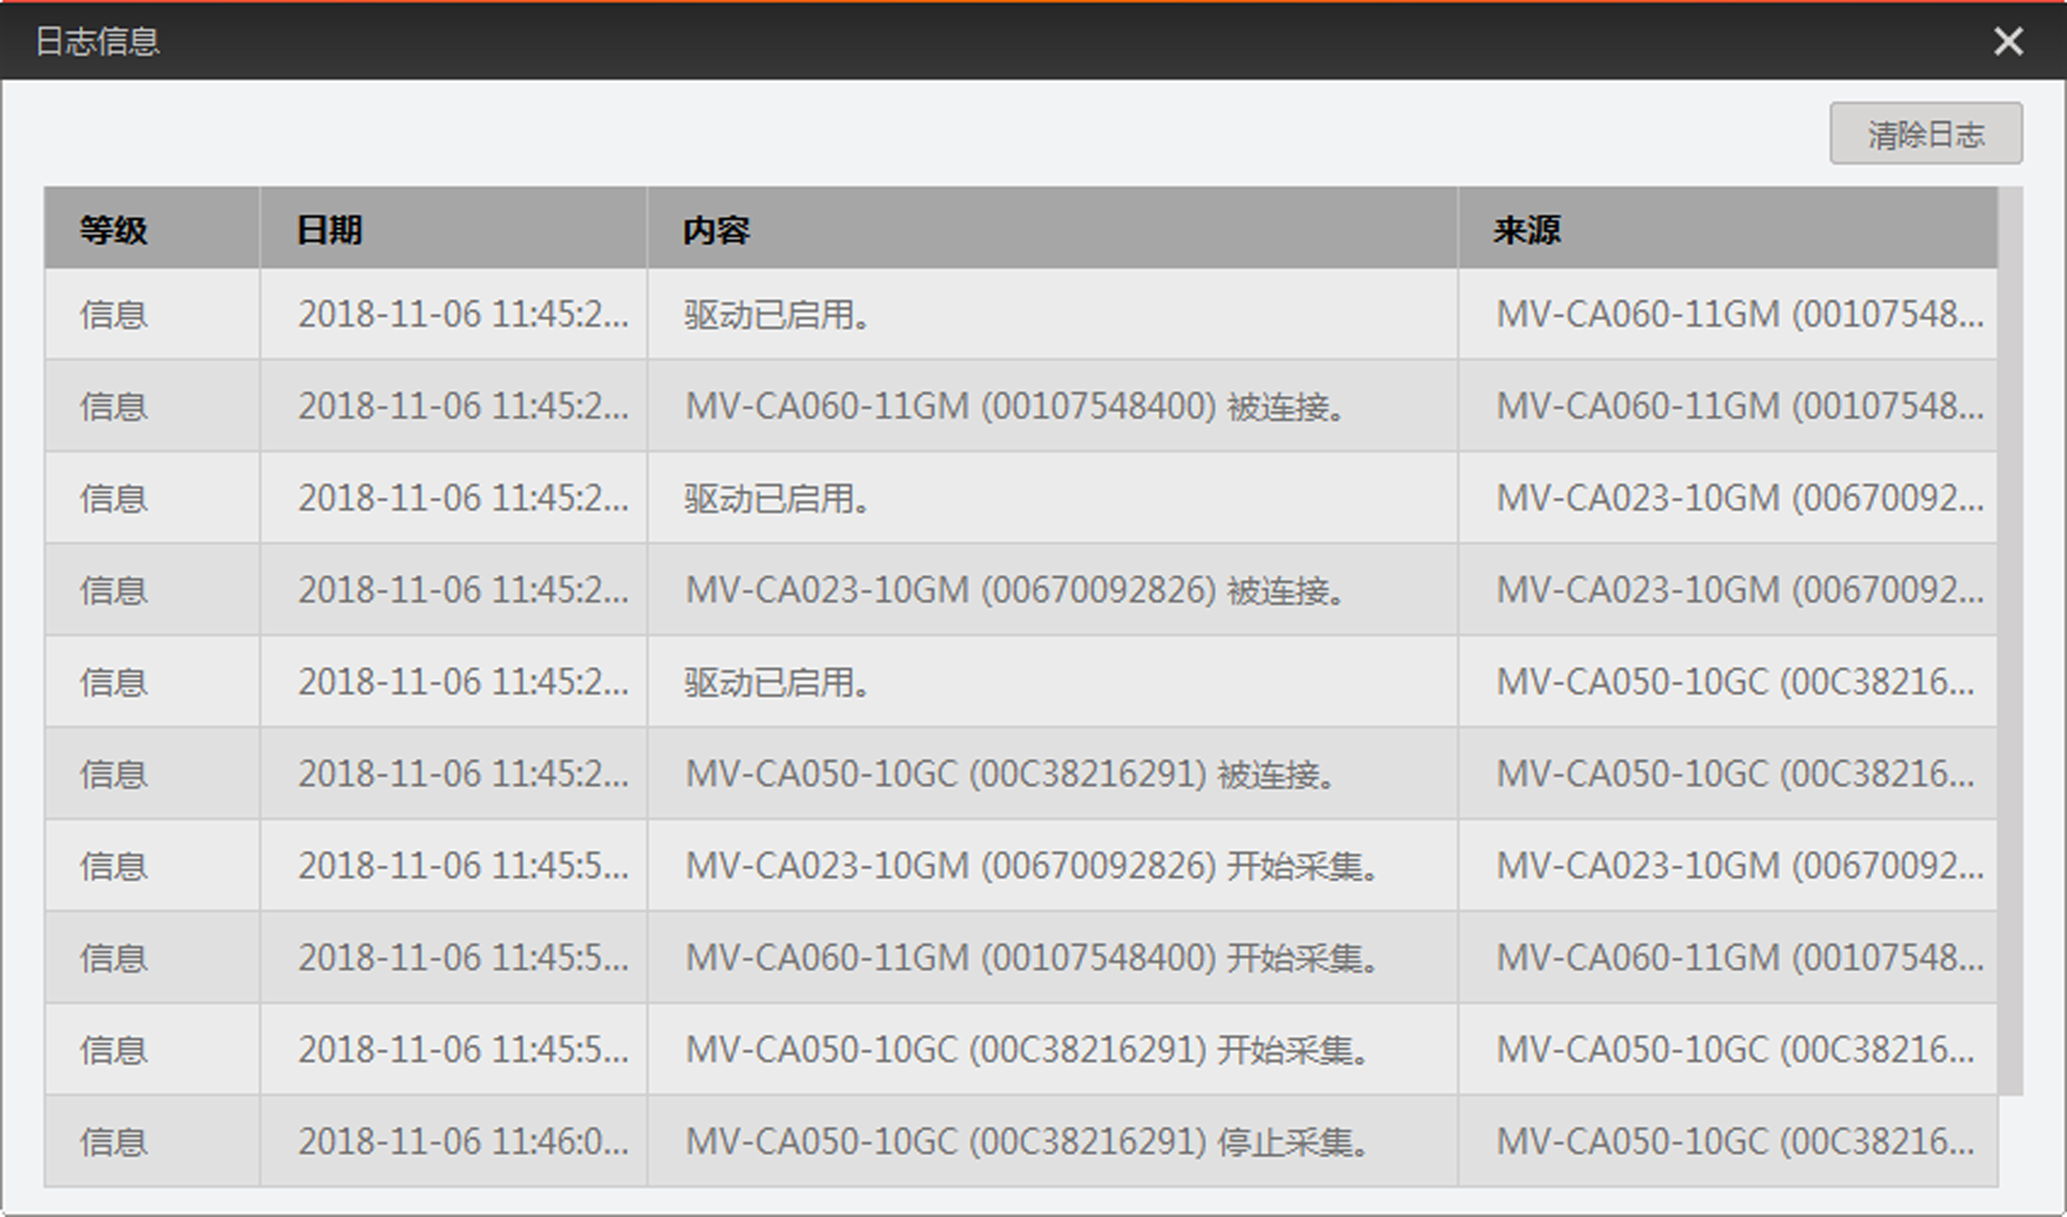 日志信息
清除日志
等级 日期 内容 来源
信息 2018-11-06 11:45:2... 驱动已启用。 MV-CA060-11GM (00107548...
信息 2018-11-06 11:45:2... MV-CA060-11GM (00107548400) 被连接。 MV-CA060-11GM (00107548...
信息 2018-11-06 11:45:2... 驱动已启用。 MV-CA023-10GM (00670092...
信息 2018-11-06 11:45:2... MV-CA023-10GM (00670092826) 被连接。 MV-CA023-10GM (00670092...
信息 2018-11-06 11:45:2... 驱动已启用。 MV-CA050-10GC (00C38216...
信息 2018-11-06 11:45:2... MV-CA050-10GC (00C38216291) 被连接。 MV-CA050-10GC (00C38216...
信息 2018-11-06 11:45:5... MV-CA023-10GM (00670092826) 开始采集。 MV-CA023-10GM (00670092...
信息 2018-11-06 11:45:5... MV-CA060-11GM (00107548400) 开始采集。 MV-CA060-11GM (00107548...
信息 2018-11-06 11:45:5... MV-CA050-10GC (00C38216291) 开始采集。 MV-CA050-10GC (00C38216...
信息 2018-11-06 11:46:0... MV-CA050-10GC (00C38216291) 停止采集。 MV-CA050-10GC (00C38216...